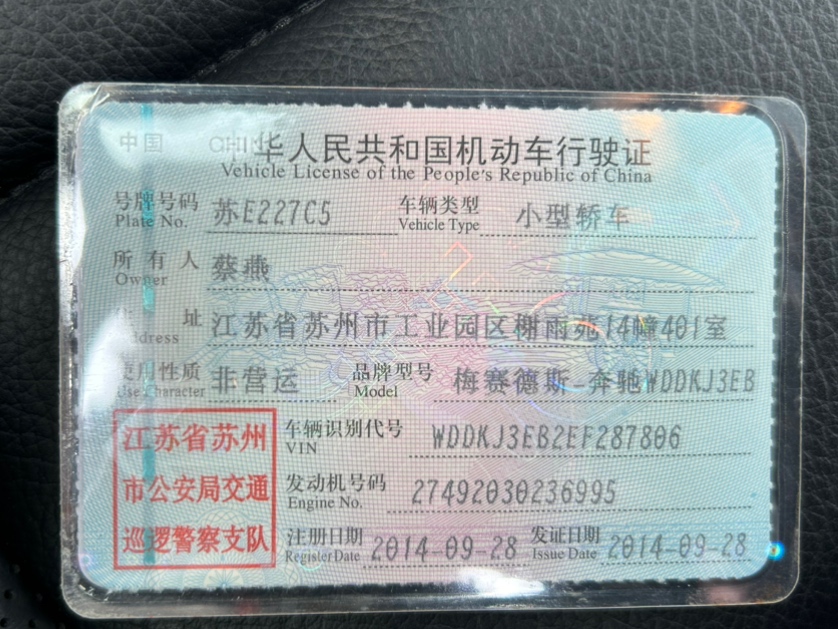 中国 CHINA
中华人民共和国机动车行驶证
Vehicle License of the People's Republic of China
号牌号码 苏E227C5 车辆类型 小型轿车
Plate No. Vehicle Type
所有人 蔡燕
Owner
住址 江苏省苏州市工业园区榭雨苑14幢401室
Address
使用性质 非营运 品牌型号 梅赛德斯-奔驰WDDKJ3EB
Use Character Model
江苏省苏州
市公安局交通
巡逻警察支队
车辆识别代号 WDDKJ3EB2EF287806
VIN
发动机号码 27492030236995
Engine No.
注册日期 2014-09-28 发证日期 2014-09-28
Register Date Issue Date